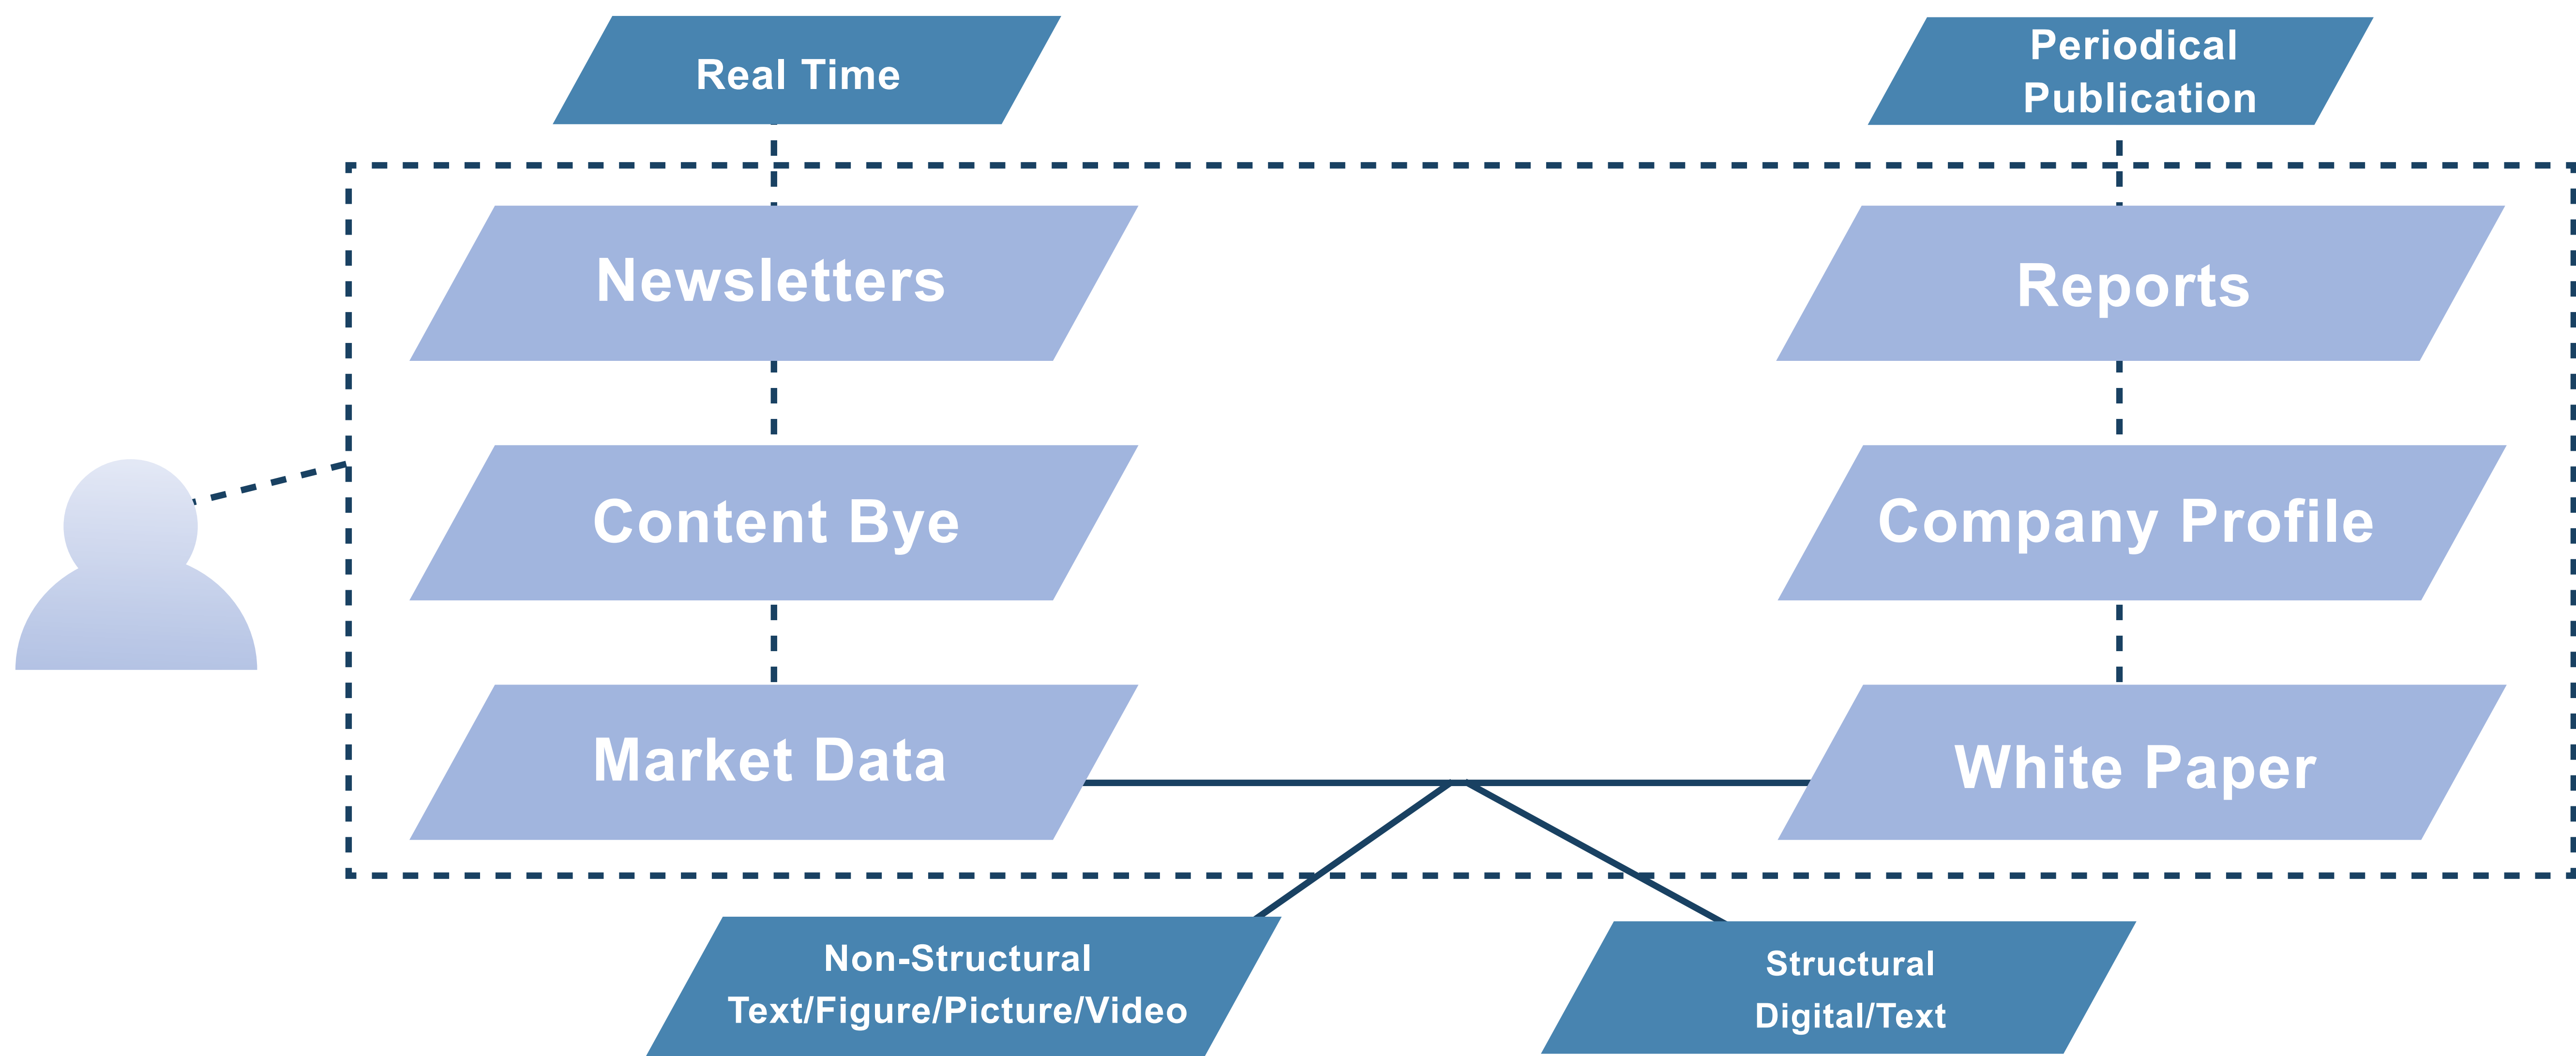 Real Time
Periodical
Publication
Newsletters
Reports
Content Bye
Company Profile
Market Data
White Paper
Non-Structural
Text/Figure/Picture/Video
Structural
Digital/Text